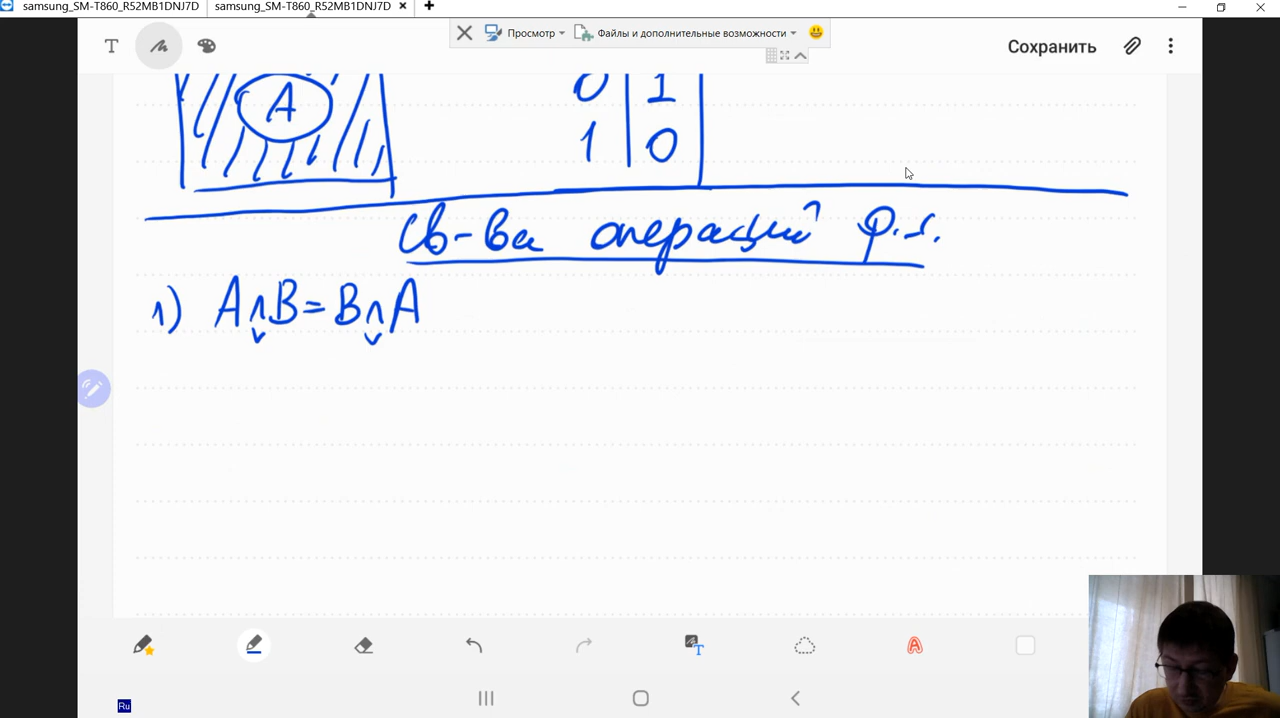 samsung_SM-T860_R52MB1DNJ7D samsung_SM-T860_R52MB1DNJ7D
Просмотр Файлы и дополнительные возможности
T Сохранить
A 0 1
1 0
Св-ва операций Ф.Л.
1) A∧B=B∧A
∨ ∨
T A
Ru